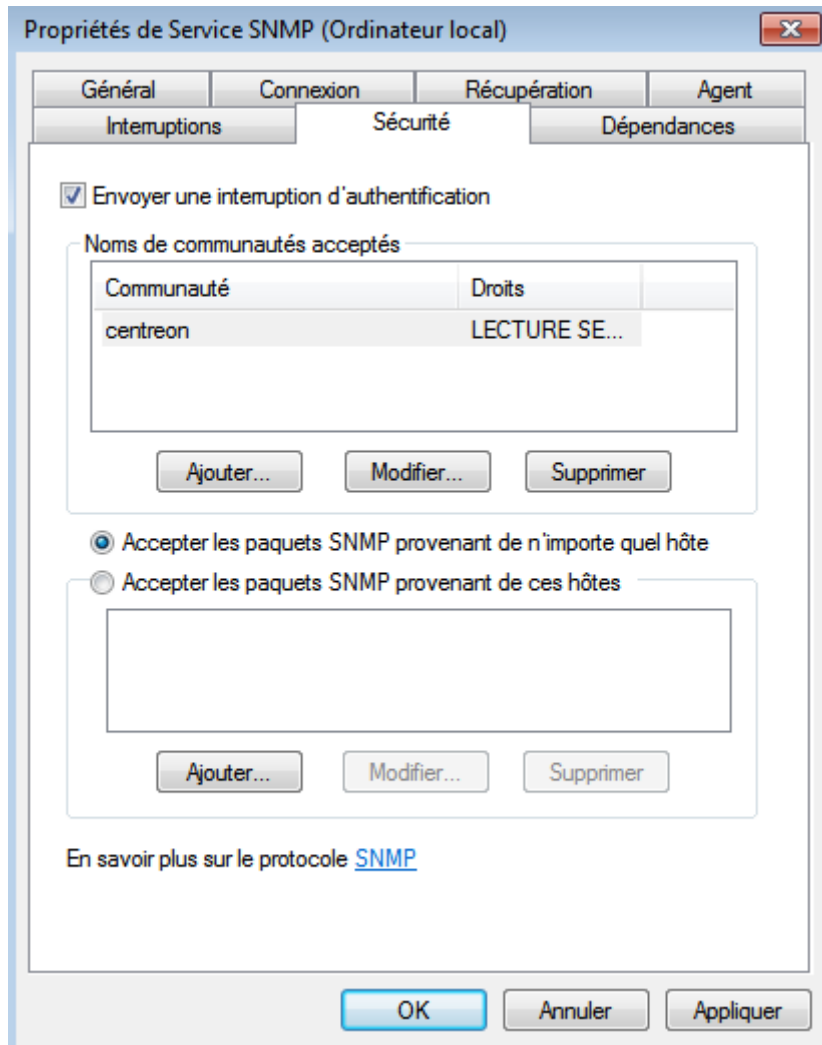 Propriétés de Service SNMP (Ordinateur local)
Général Connexion Récupération Agent
Interruptions Sécurité Dépendances
Envoyer une interruption d'authentification
Noms de communautés acceptés
Communauté Droits
centreon LECTURE SE...
Ajouter... Modifier... Supprimer
Accepter les paquets SNMP provenant de n'importe quel hôte
Accepter les paquets SNMP provenant de ces hôtes
Ajouter... Modifier... Supprimer
En savoir plus sur le protocole SNMP
OK Annuler Appliquer